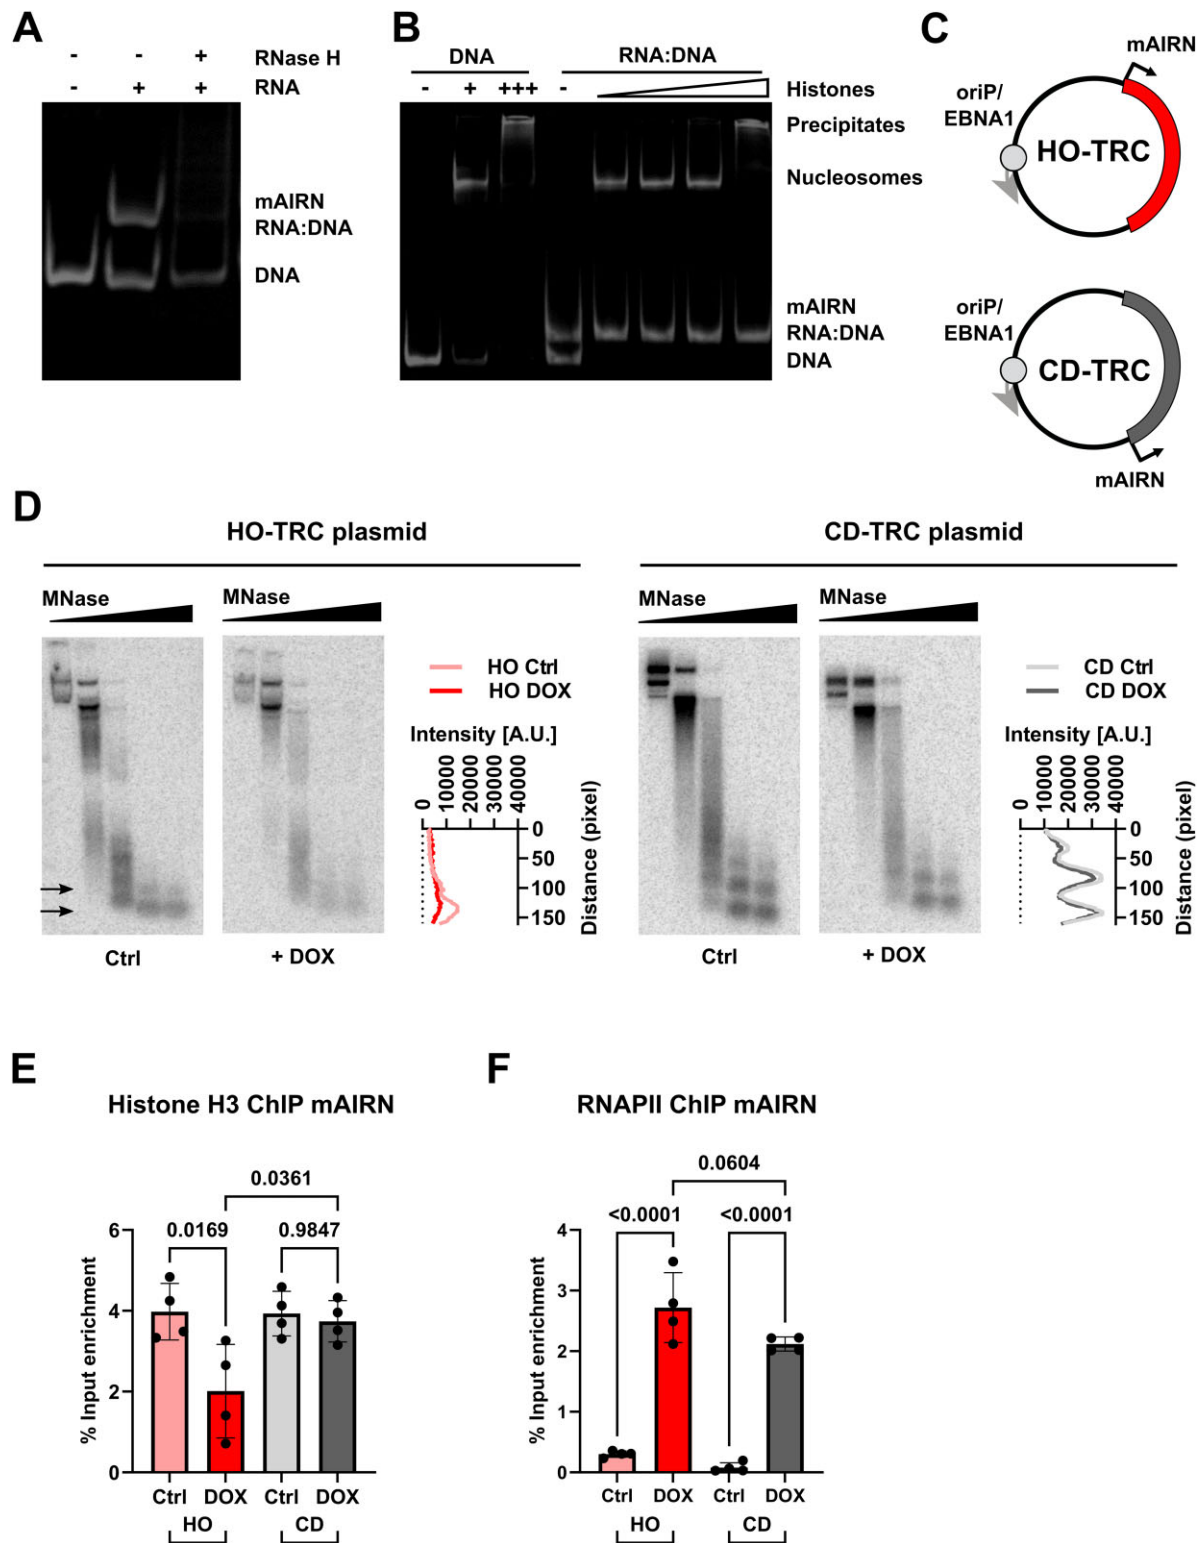 A
- - + RNase H
- + + RNA
mAIRN
RNA:DNA
DNA
B
DNA RNA:DNA
- + +++ - Histones
Precipitates
Nucleosomes
mAIRN
RNA:DNA
DNA
C
mAIRN
oriP/
EBNA1
HO-TRC
oriP/
EBNA1
CD-TRC
mAIRN
D
HO-TRC plasmid
MNase MNase
HO Ctrl
HO DOX
Intensity [A.U.]
0 10000 20000 30000 40000
0
50
100
150
Distance (pixel)
Ctrl + DOX
CD-TRC plasmid
MNase MNase
CD Ctrl
CD DOX
Intensity [A.U.]
0 10000 20000 30000 40000
0
50
100
150
Distance (pixel)
Ctrl + DOX
E
Histone H3 ChIP mAIRN
0.0361
0.0169 0.9847
% Input enrichment
6
4
2
0
Ctrl DOX Ctrl DOX
HO CD
F
RNAPII ChIP mAIRN
0.0604
<0.0001 <0.0001
% Input enrichment
4
3
2
1
0
Ctrl DOX Ctrl DOX
HO CD